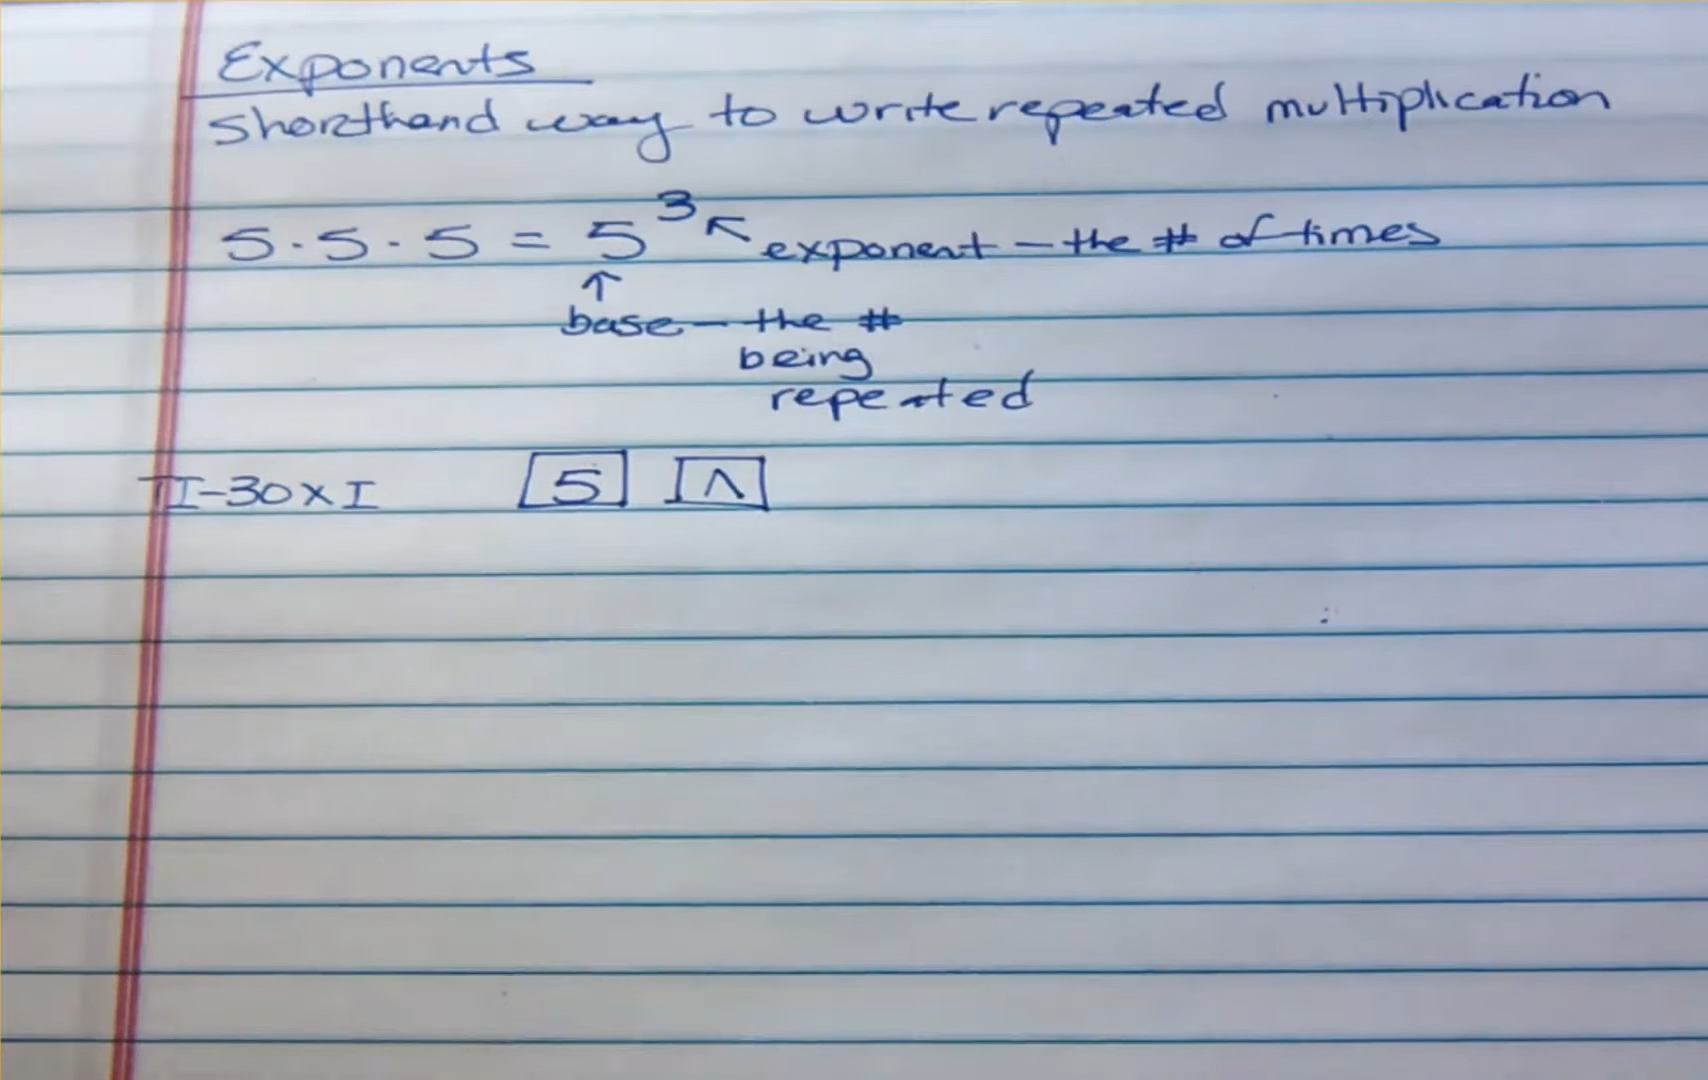 Exponents
Shorthand way to write repeated multiplication
5 · 5 · 5 = 5³ ↖ exponent - the # of times
↑
base - the #
being
repeated
TI-30XI 5 ^